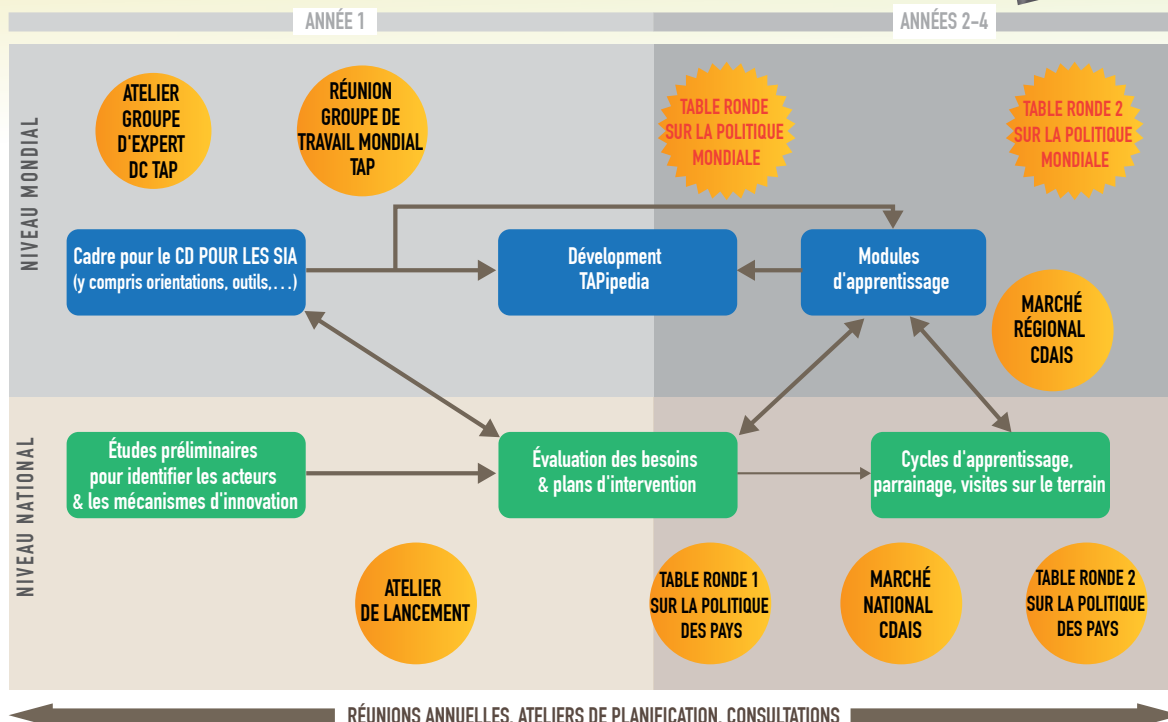 ANNÉE 1
ANNÉES 2-4
NIVEAU MONDIAL
ATELIER
GROUPE
D'EXPERT
DC TAP
RÉUNION
GROUPE DE
TRAVAIL MONDIAL
TAP
TABLE RONDE
SUR LA POLITIQUE
MONDIALE
TABLE RONDE 2
SUR LA POLITIQUE
MONDIALE
Cadre pour le CD POUR LES SIA
(y compris orientations, outils,...)
Dévelopment
TAPipedia
Modules
d'apprentissage
MARCHÉ
RÉGIONAL
CDAIS
NIVEAU NATIONAL
Études préliminaires
pour identifier les acteurs
& les mécanismes d'innovation
Évaluation des besoins
& plans d'intervention
Cycles d'apprentissage,
parrainage, visites sur le terrain
ATELIER
DE LANCEMENT
TABLE RONDE 1
SUR LA POLITIQUE
DES PAYS
MARCHÉ
NATIONAL
CDAIS
TABLE RONDE 2
SUR LA POLITIQUE
DES PAYS
RÉUNIONS ANNUELLES, ATELIERS DE PLANIFICATION, CONSULTATIONS